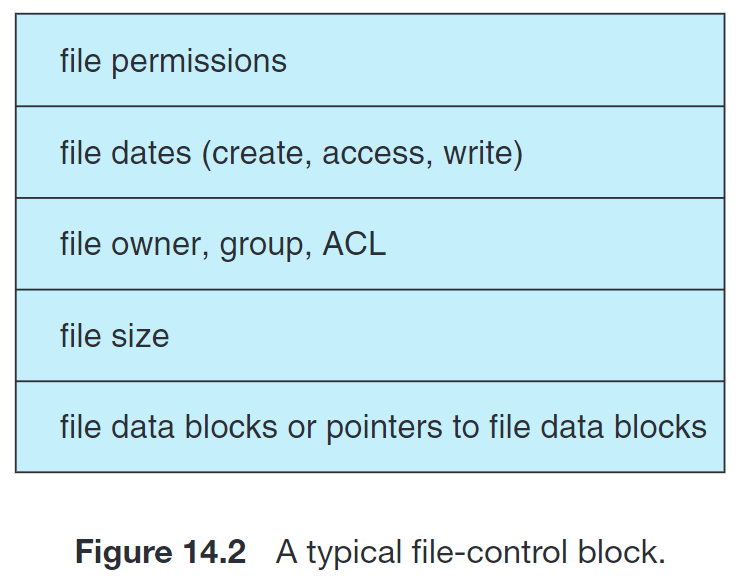 file permissions
file dates (create, access, write)
file owner, group, ACL
file size
file data blocks or pointers to file data blocks
Figure 14.2 A typical file-control block.